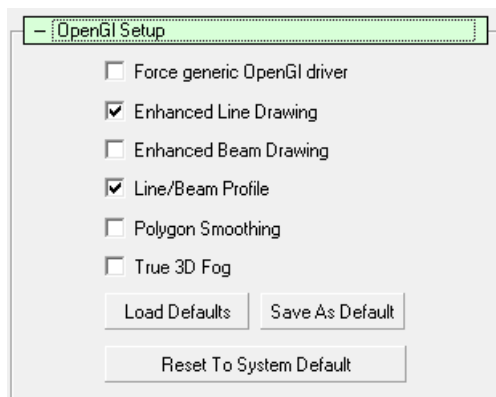 OpenGl Setup
Force generic OpenGl driver
Enhanced Line Drawing
Enhanced Beam Drawing
Line/Beam Profile
Polygon Smoothing
True 3D Fog
Load Defaults Save As Default
Reset To System Default